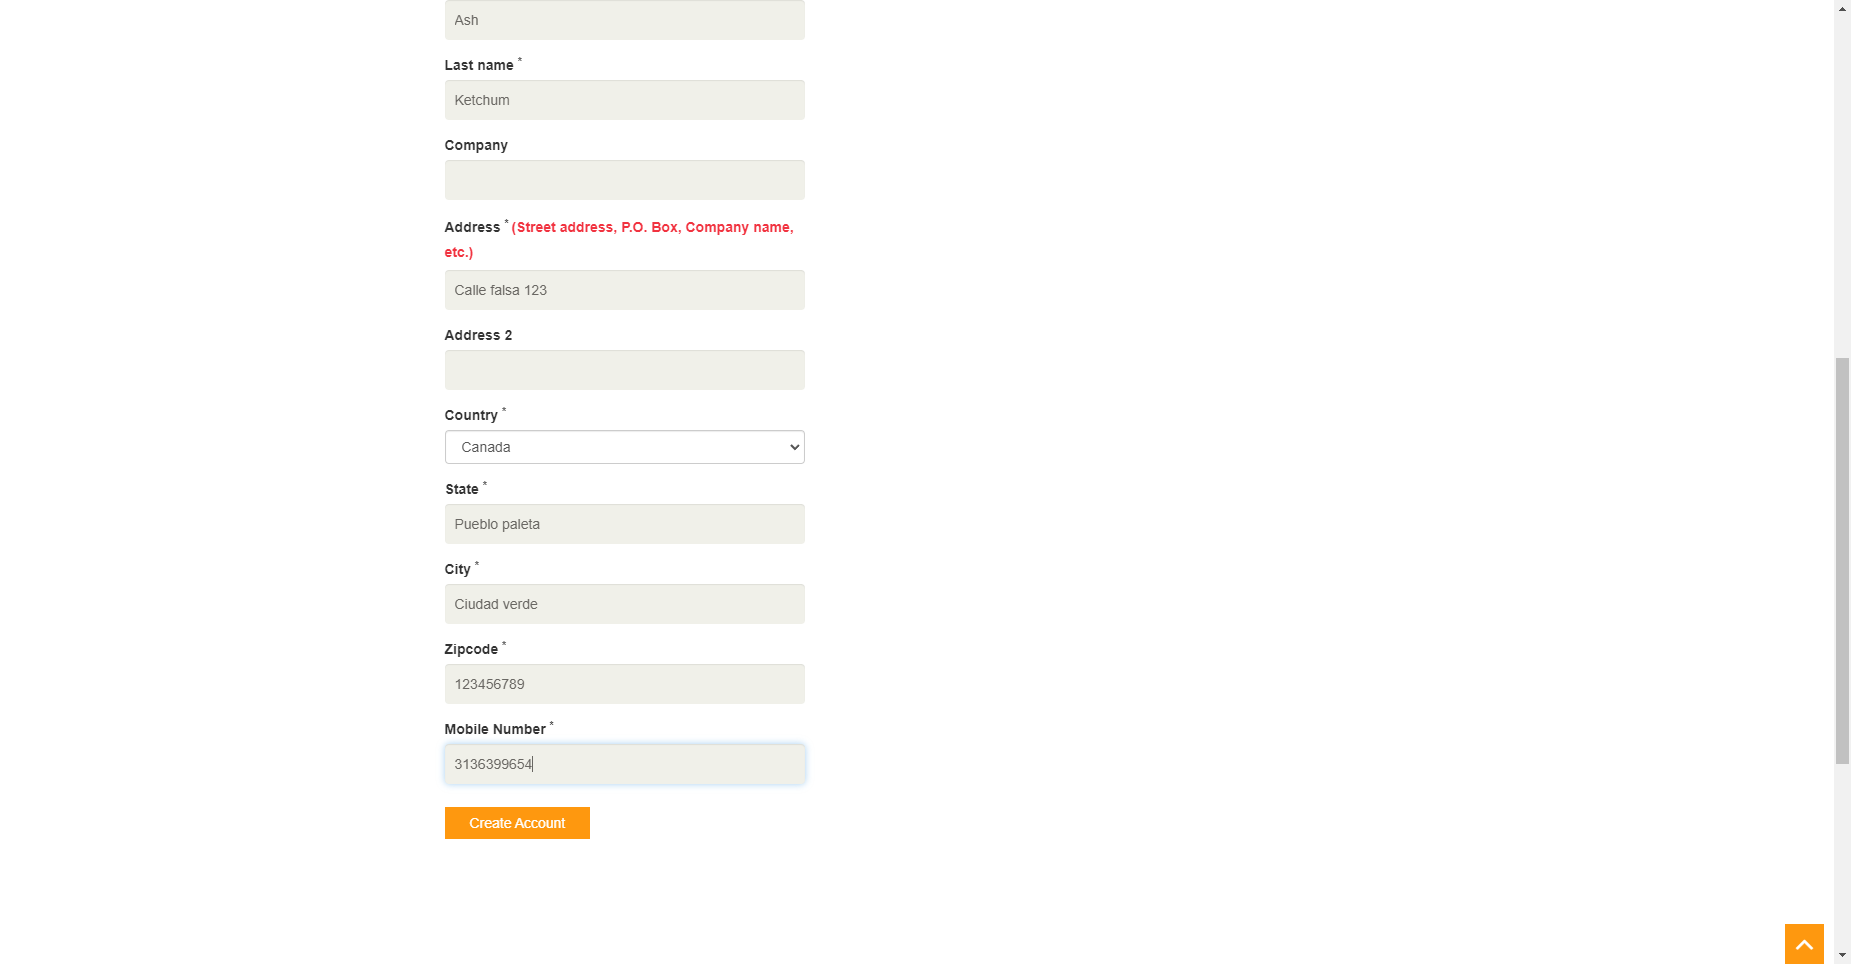 Ash
Last name *
Ketchum
Company
Address * (Street address, P.O. Box, Company name,
etc.)
Calle falsa 123
Address 2
Country *
Canada
State *
Pueblo paleta
City *
Ciudad verde
Zipcode *
123456789
Mobile Number *
3136399654
Create Account